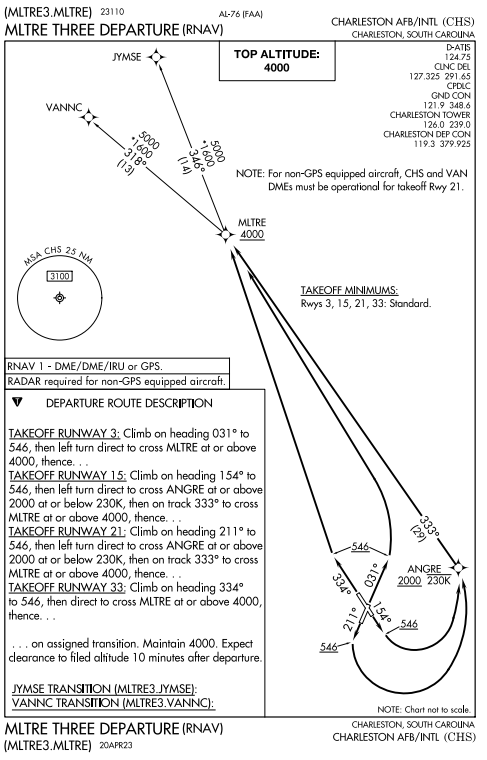 (MLTRE3.MLTRE) 23110
AL-76 (FAA)
CHARLESTON AFB/INTL (CHS)
MLTRE THREE DEPARTURE (RNAV)
CHARLESTON, SOUTH CAROLINA
TOP ALTITUDE:
4000
D-ATIS
124.75
CLNC DEL
127.325 291.65
CPDLC
GND CON
121.9 348.6
CHARLESTON TOWER
126.0 239.0
CHARLESTON DEP CON
119.3 379.925
JYMSE
VANNC
5000
*1600
318°
(13)
5000
*1600
346°
(14)
NOTE: For non-GPS equipped aircraft, CHS and VAN
DMEs must be operational for takeoff Rwy 21.
MLTRE
4000
MSA CHS 25 NM
3100
TAKEOFF MINIMUMS:
Rwys 3, 15, 21, 33: Standard.
RNAV 1 - DME/DME/IRU or GPS.
RADAR required for non-GPS equipped aircraft.
T
DEPARTURE ROUTE DESCRIPTION
TAKEOFF RUNWAY 3: Climb on heading 031° to
546, then left turn direct to cross MLTRE at or above
4000, thence. . .
TAKEOFF RUNWAY 15: Climb on heading 154° to
546, then left turn direct to cross ANGRE at or above
2000 at or below 230K, then on track 333° to cross
MLTRE at or above 4000, thence. . .
TAKEOFF RUNWAY 21: Climb on heading 211° to
546, then left turn direct to cross ANGRE at or above
2000 at or below 230K, then on track 333° to cross
MLTRE at or above 4000, thence. . .
TAKEOFF RUNWAY 33: Climb on heading 334°
to 546, then direct to cross MLTRE at or above 4000,
thence. . .
. . . on assigned transition. Maintain 4000. Expect
clearance to filed altitude 10 minutes after departure.
JYMSE TRANSITION (MLTRE3.JYMSE):
VANNC TRANSITION (MLTRE3.VANNC):
333°
(29)
546
ANGRE
2000 230K
334°
031°
211°
154°
546
546
NOTE: Chart not to scale.
MLTRE THREE DEPARTURE (RNAV)
CHARLESTON, SOUTH CAROLINA
(MLTRE3.MLTRE) 20APR23
CHARLESTON AFB/INTL (CHS)